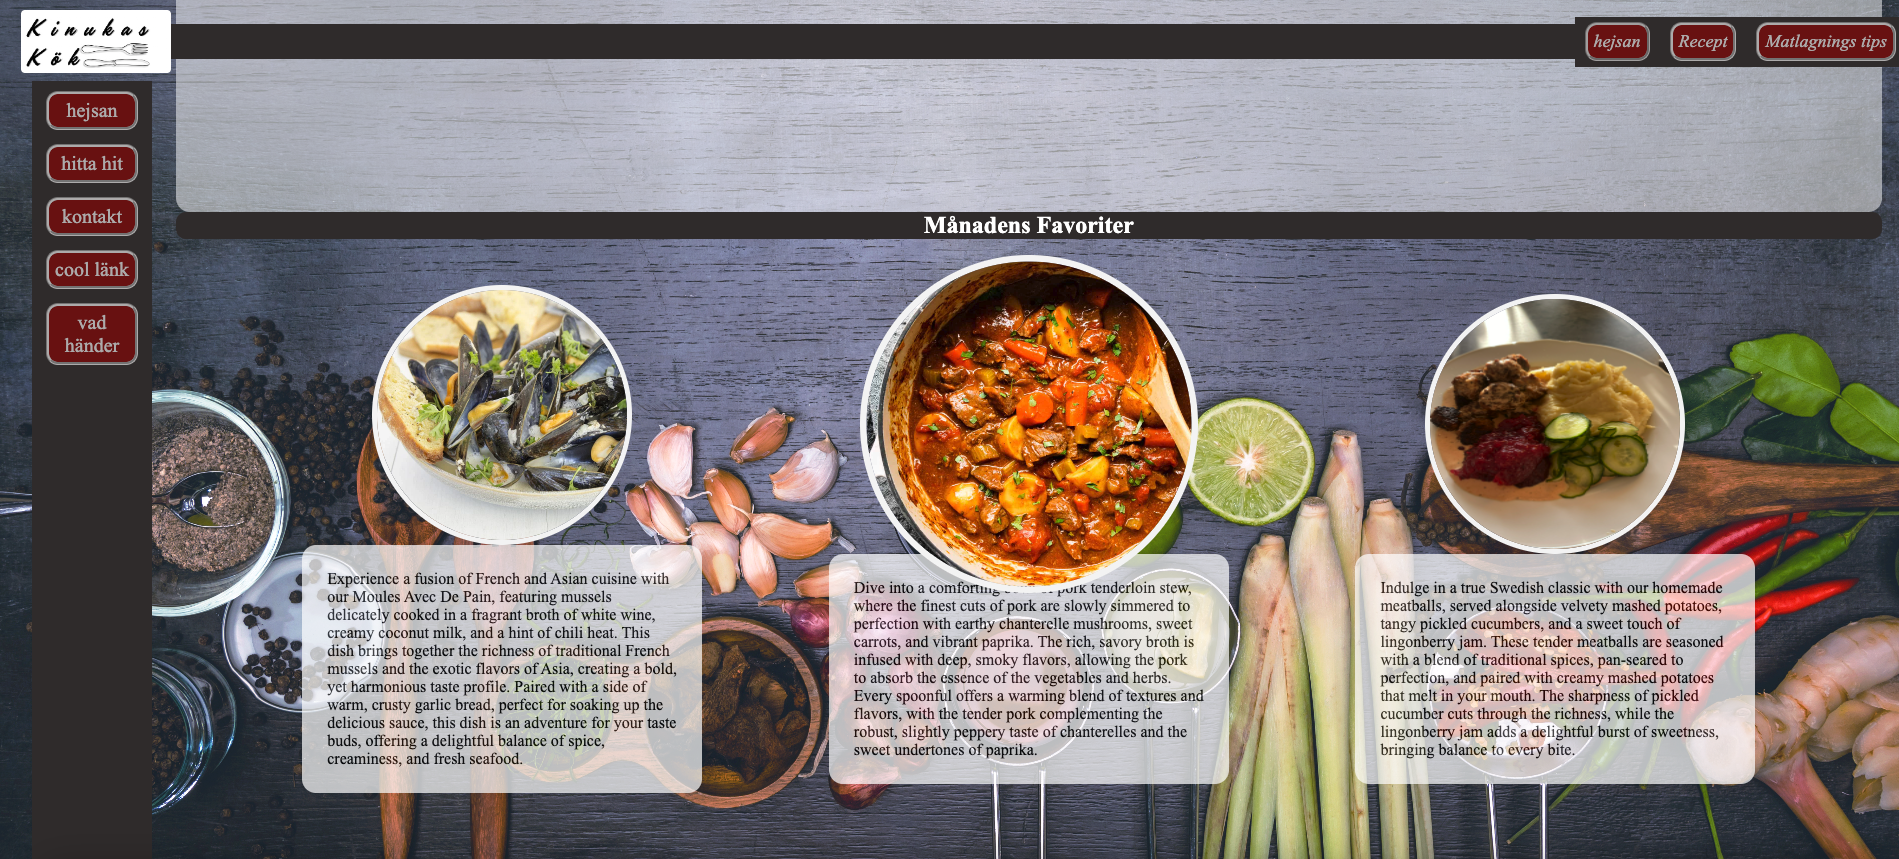 Kinukas
Kök
hejsan
Recept
Matlagnings tips
hejsan
hitta hit
kontakt
cool länk
vad
händer
Månadens Favoriter
Experience a fusion of French and Asian cuisine with
our Moules Avec De Pain, featuring mussels
delicately cooked in a fragrant broth of white wine,
creamy coconut milk, and a hint of chili heat. This
dish brings together the richness of traditional French
mussels and the exotic flavors of Asia, creating a bold,
yet harmonious taste profile. Paired with a side of
warm, crusty garlic bread, perfect for soaking up the
delicious sauce, this dish is an adventure for your taste
buds, offering a delightful balance of spice,
creaminess, and fresh seafood.
Dive into a comforting pork tenderloin stew,
where the finest cuts of pork are slowly simmered to
perfection with earthy chanterelle mushrooms, sweet
carrots, and vibrant paprika. The rich, savory broth is
infused with deep, smoky flavors, allowing the pork
to absorb the essence of the vegetables and herbs.
Every spoonful offers a warming blend of textures and
flavors, with the tender pork complementing the
robust, slightly peppery taste of chanterelles and the
sweet undertones of paprika.
Indulge in a true Swedish classic with our homemade
meatballs, served alongside velvety mashed potatoes,
tangy pickled cucumbers, and a sweet touch of
lingonberry jam. These tender meatballs are seasoned
with a blend of traditional spices, pan-seared to
perfection, and paired with creamy mashed potatoes
that melt in your mouth. The sharpness of pickled
cucumber cuts through the richness, while the
lingonberry jam adds a delightful burst of sweetness,
bringing balance to every bite.